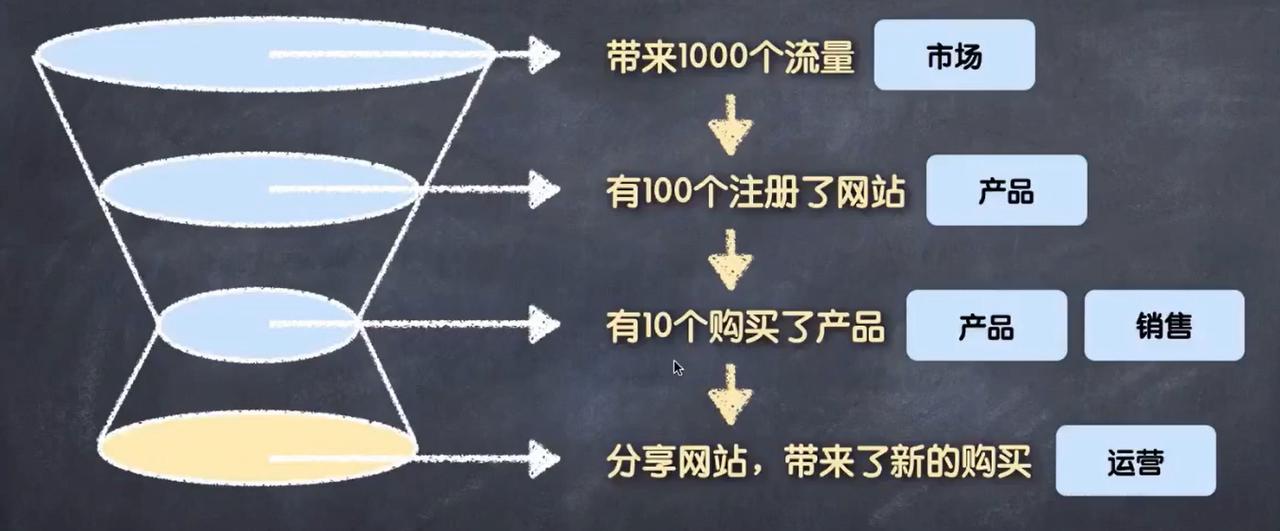 带来1000个流量 市场
有100个注册了网站 产品
有10个购买了产品 产品 销售
分享网站，带来了新的购买 运营